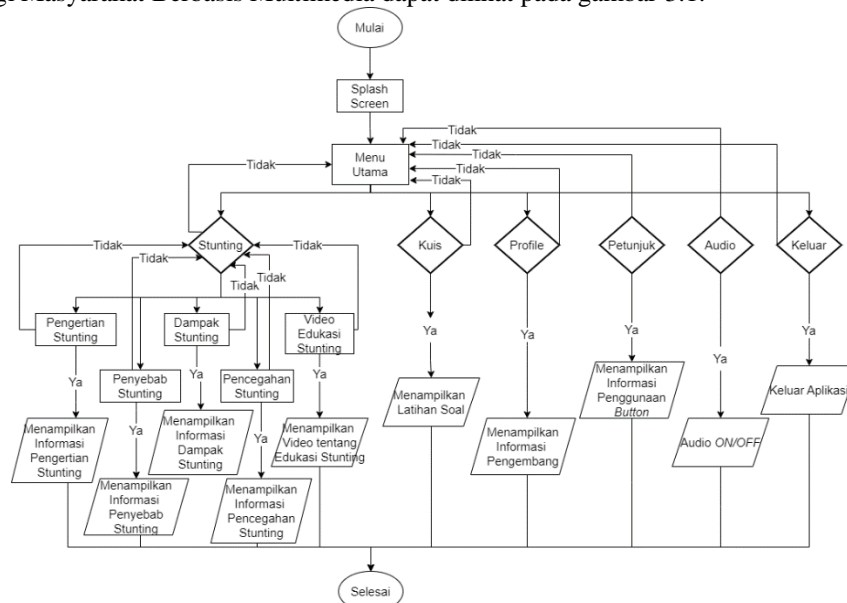 Masyarakat Berbasis Multimedia dapat dilihat pada gambar 3.1.
Mulai
Splash
Screen
Menu
Utama
Tidak
Tidak
Tidak
Tidak
Tidak
Tidak
Stunting
Kuis
Profile
Petunjuk
Audio
Keluar
Tidak
Tidak
Tidak
Tidak
Tidak
Pengertian
Stunting
Dampak
Stunting
Video
Edukasi
Stunting
Penyebab
Stunting
Pencegahan
Stunting
Ya
Ya
Ya
Ya
Ya
Ya
Ya
Ya
Ya
Ya
Menampilkan
Informasi
Pengertian
Stunting
Menampilkan
Informasi
Penyebab
Stunting
Menampilkan
Informasi
Dampak
Stunting
Menampilkan
Informasi
Pencegahan
Stunting
Menampilkan
Video tentang
Edukasi Stunting
Menampilkan
Latihan Soal
Menampilkan
Informasi
Pengembang
Menampilkan
Informasi
Penggunaan
Button
Audio ON/OFF
Keluar Aplikasi
Selesai